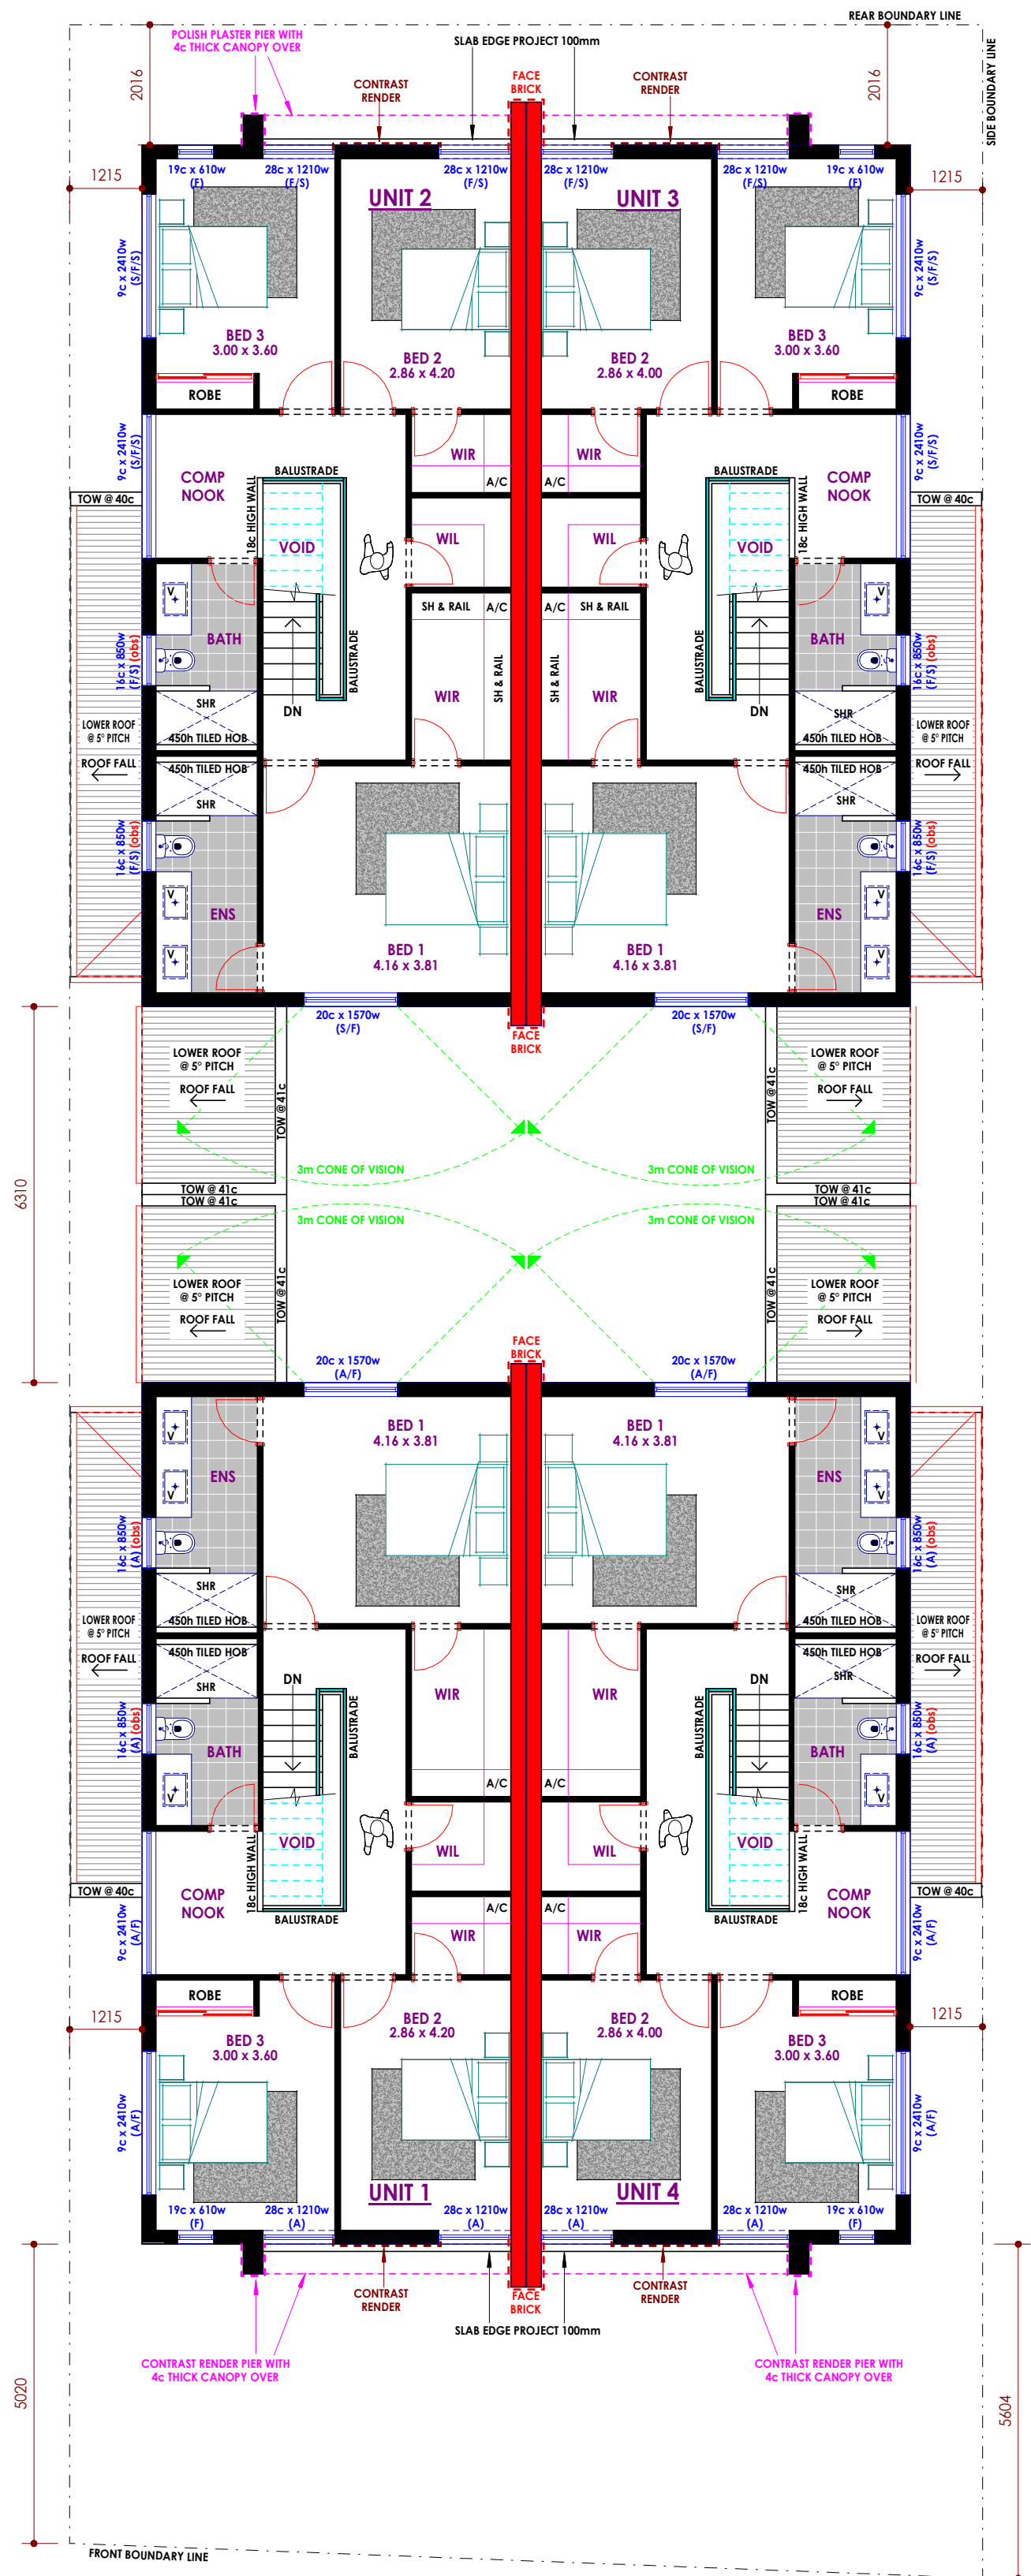 REAR BOUNDARY LINE
POLISH PLASTER PIER WITH
4c THICK CANOPY OVER
SLAB EDGE PROJECT 100mm
SIDE BOUNDARY LINE
2016
CONTRAST
RENDER
FACE
BRICK
CONTRAST
RENDER
2016
1215
19c x 610w
(F)
28c x 1210w
(F/S)
28c x 1210w
(F/S)
28c x 1210w
(F/S)
28c x 1210w
(F/S)
19c x 610w
(F)
1215
UNIT 2
UNIT 3
9c x 2410w
(S/F/S)
9c x 2410w
(S/F/S)
BED 3
3.00 x 3.60
BED 2
2.86 x 4.20
BED 2
2.86 x 4.00
BED 3
3.00 x 3.60
ROBE
ROBE
9c x 2410w
(S/F/S)
9c x 2410w
(S/F/S)
COMP
NOOK
BALUSTRADE
WIR
WIR
BALUSTRADE
COMP
NOOK
A/C
A/C
TOW @ 40c
18c HIGH WALL
18c HIGH WALL
TOW @ 40c
VOID
WIL
WIL
VOID
V
V
SH & RAIL
A/C
A/C
SH & RAIL
BATH
BALUSTRADE
BALUSTRADE
BATH
16c x 850w
(F/S) (obs)
16c x 850w
(F/S) (obs)
SH & RAIL
SH & RAIL
WIR
WIR
SHR
DN
DN
SHR
LOWER ROOF
@ 5° PITCH
450h TILED HOB
450h TILED HOB
LOWER ROOF
@ 5° PITCH
ROOF FALL
450h TILED HOB
450h TILED HOB
ROOF FALL
SHR
SHR
16c x 850w
(F/S) (obs)
16c x 850w
(F/S) (obs)
V
V
ENS
ENS
V
V
BED 1
4.16 x 3.81
BED 1
4.16 x 3.81
20c x 1570w
(S/F)
20c x 1570w
(S/F)
FACE
BRICK
LOWER ROOF
@ 5° PITCH
ROOF FALL
LOWER ROOF
@ 5° PITCH
ROOF FALL
TOW @ 41c
TOW @ 41c
3m CONE OF VISION
3m CONE OF VISION
6310
TOW @ 41c
TOW @ 41c
TOW @ 41c
TOW @ 41c
3m CONE OF VISION
3m CONE OF VISION
TOW @ 41c
TOW @ 41c
LOWER ROOF
@ 5° PITCH
ROOF FALL
LOWER ROOF
@ 5° PITCH
ROOF FALL
FACE
BRICK
20c x 1570w
(A/F)
20c x 1570w
(A/F)
BED 1
4.16 x 3.81
BED 1
4.16 x 3.81
V
V
ENS
ENS
V
V
16c x 850w
(A) (obs)
16c x 850w
(A) (obs)
SHR
SHR
LOWER ROOF
@ 5° PITCH
450h TILED HOB
450h TILED HOB
LOWER ROOF
@ 5° PITCH
ROOF FALL
450h TILED HOB
450h TILED HOB
ROOF FALL
SHR
SHR
DN
DN
WIR
WIR
BALUSTRADE
BALUSTRADE
16c x 850w
(A) (obs)
16c x 850w
(A) (obs)
BATH
BATH
V
V
A/C
A/C
VOID
WIL
WIL
VOID
18c HIGH WALL
18c HIGH WALL
TOW @ 40c
TOW @ 40c
COMP
NOOK
COMP
NOOK
BALUSTRADE
A/C
A/C
BALUSTRADE
WIR
WIR
9c x 2410w
(A/F)
9c x 2410w
(A/F)
ROBE
ROBE
1215
1215
BED 3
3.00 x 3.60
BED 2
2.86 x 4.20
BED 2
2.86 x 4.00
BED 3
3.00 x 3.60
9c x 2410w
(A/F)
9c x 2410w
(A/F)
UNIT 1
UNIT 4
19c x 610w
(F)
28c x 1210w
(A)
28c x 1210w
(A)
28c x 1210w
(A)
28c x 1210w
(A)
19c x 610w
(F)
CONTRAST
RENDER
FACE
BRICK
CONTRAST
RENDER
SLAB EDGE PROJECT 100mm
CONTRAST RENDER PIER WITH
4c THICK CANOPY OVER
CONTRAST RENDER PIER WITH
4c THICK CANOPY OVER
5020
5604
FRONT BOUNDARY LINE